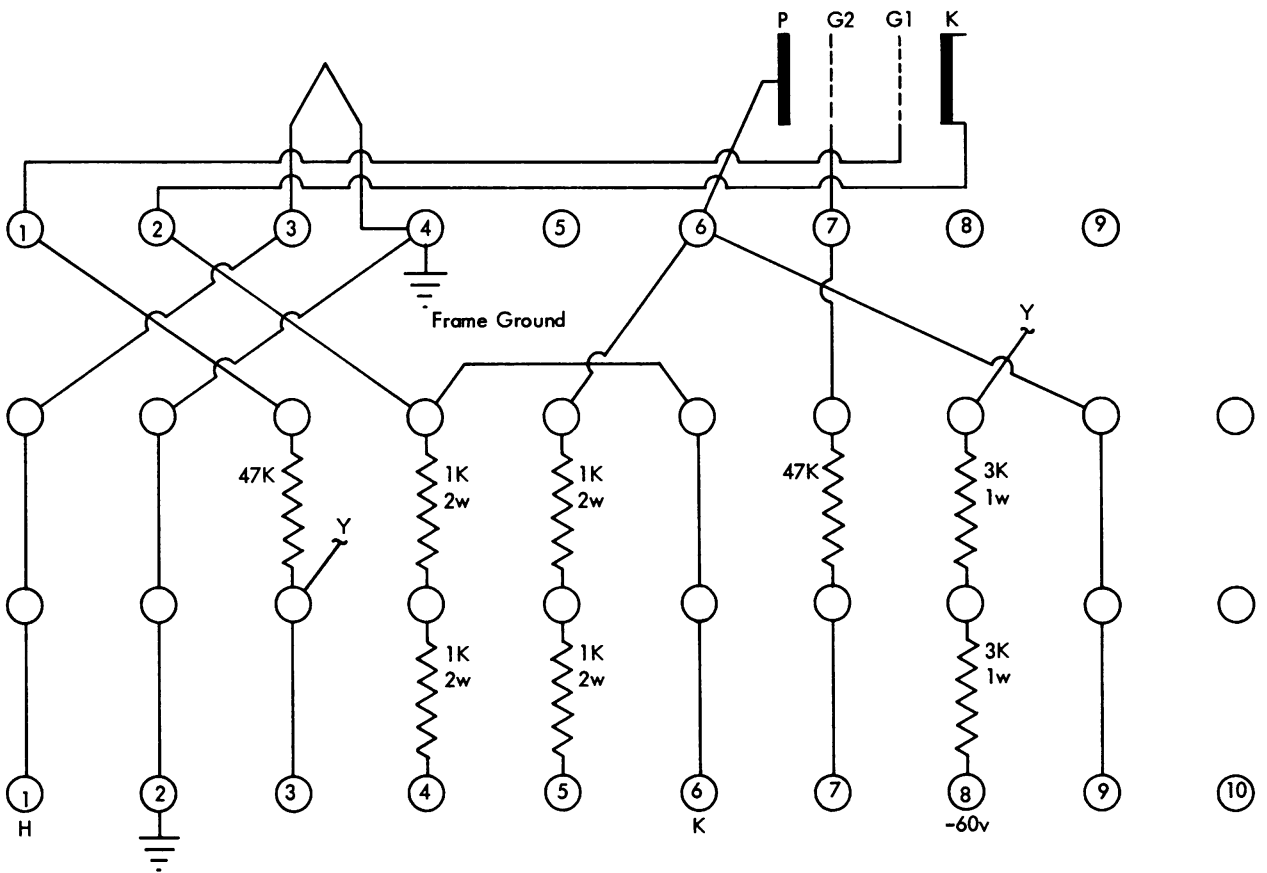 P G2 G1 K
1 2 3 4 5 6 7 8 9
Frame Ground
Y
47K 1K 1K 47K 3K
2w 2w 1w
Y
1K 1K 3K
2w 2w 1w
1 2 3 4 5 6 7 8 9 10
H K -60v